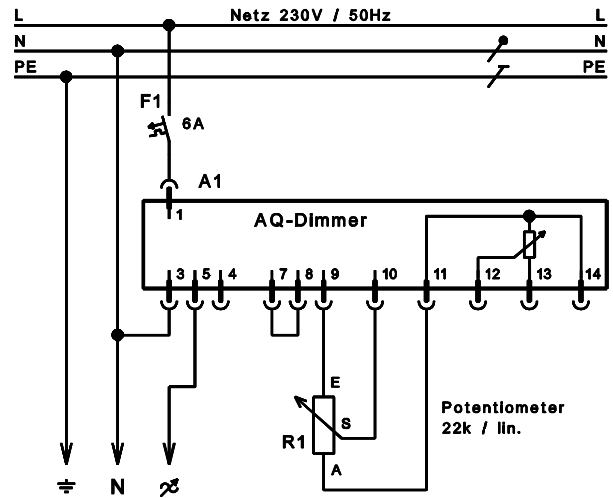 L Netz 230V / 50Hz L
N N
PE PE
F1
6A
A1
1
AQ-Dimmer
3 5 4 7 8 9 10 11 12 13 14
E
S
R1
A
Potentiometer
22k / lin.
N